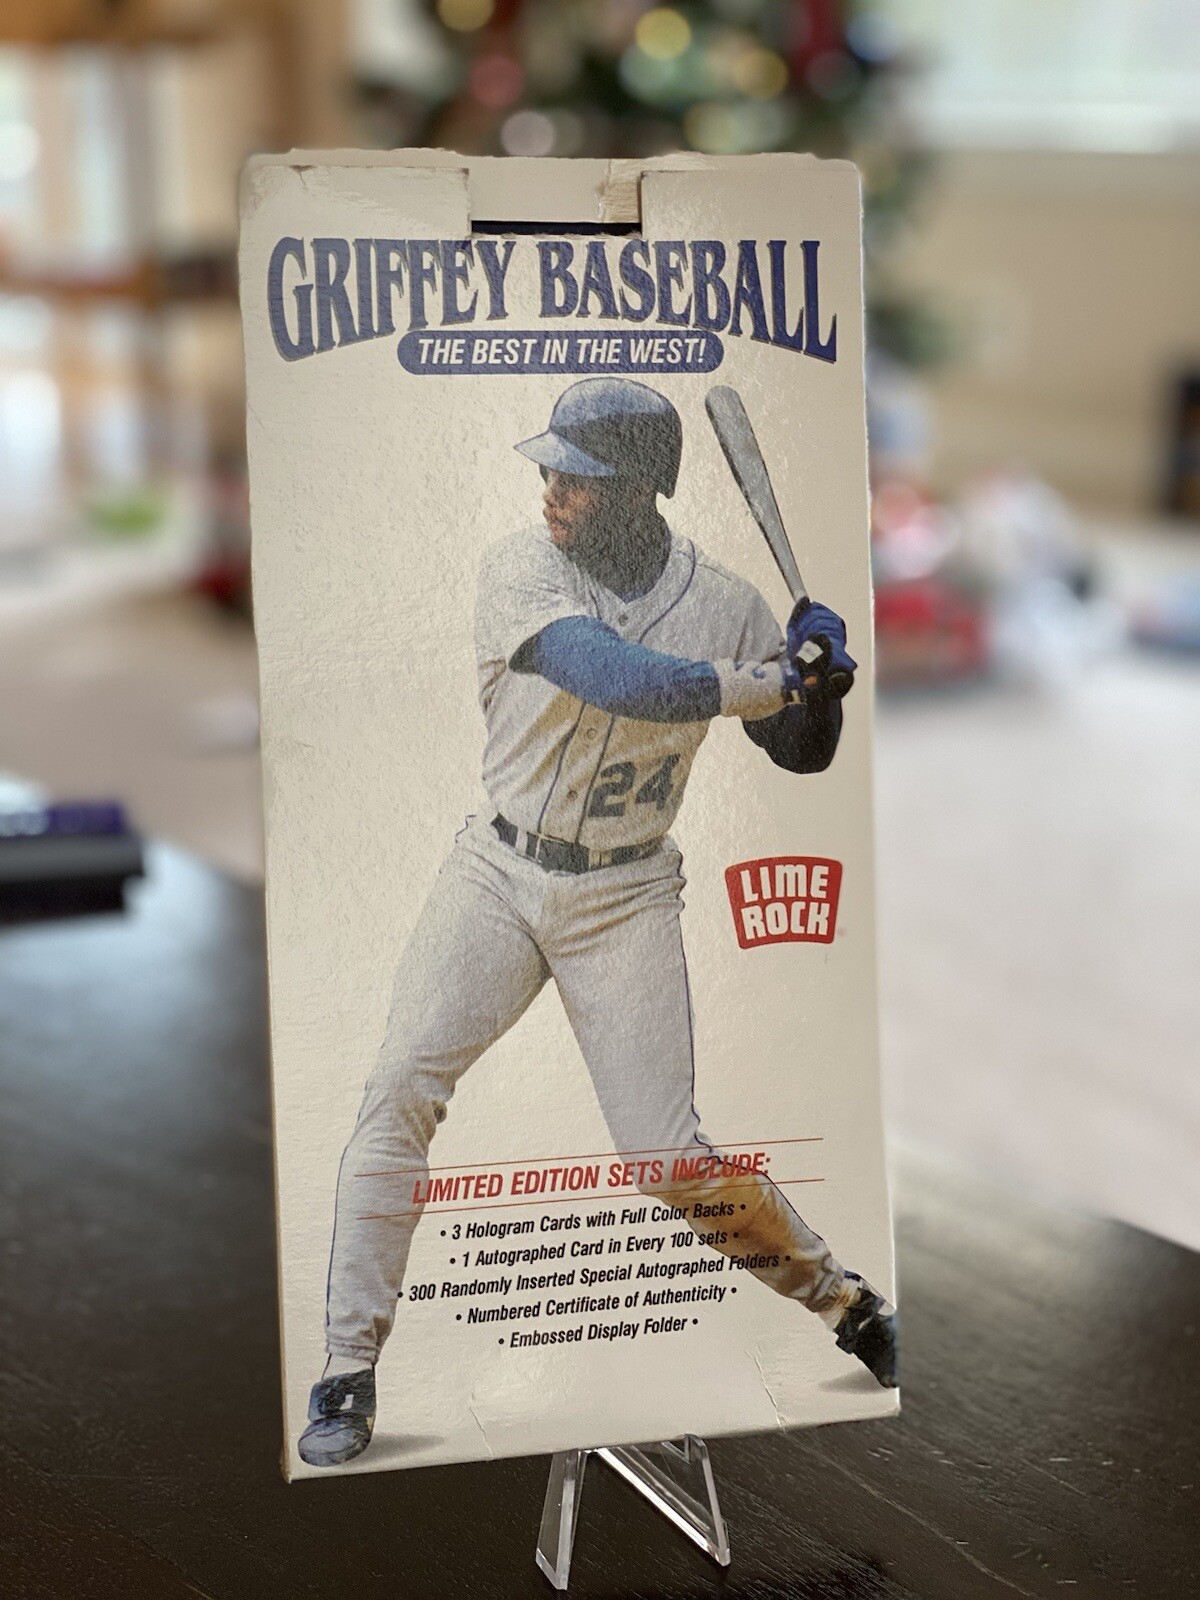 GRIFFEY BASEBALL
THE BEST IN THE WEST!
24
LIME
ROCK
LIMITED EDITION SETS INCLUDE:
• 3 Hologram Cards with Full Color Backs •
• 1 Autographed Card in Every 100 sets •
• 300 Randomly Inserted Special Autographed Folders •
• Numbered Certificate of Authenticity •
• Embossed Display Folder •